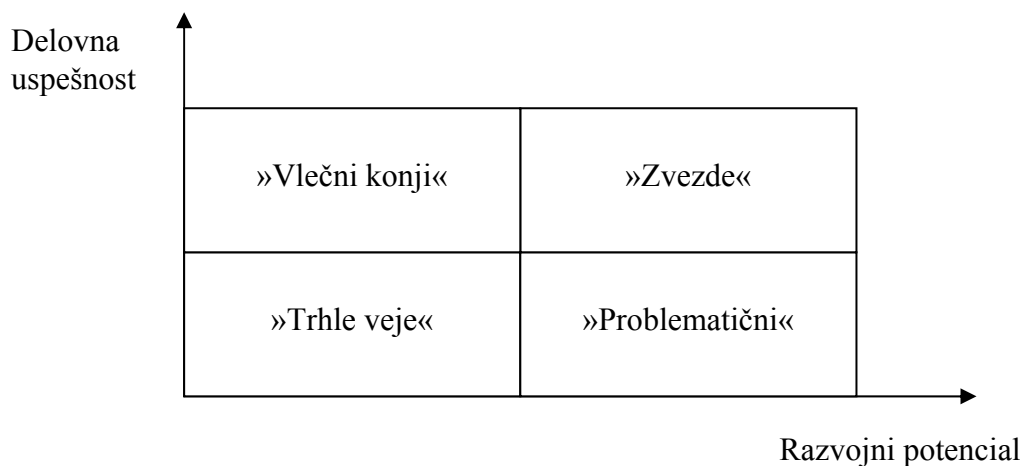 Delovna
uspešnost
»Vlečni konji«
»Zvezde«
»Trhle veje«
»Problematični«
Razvojni potencial